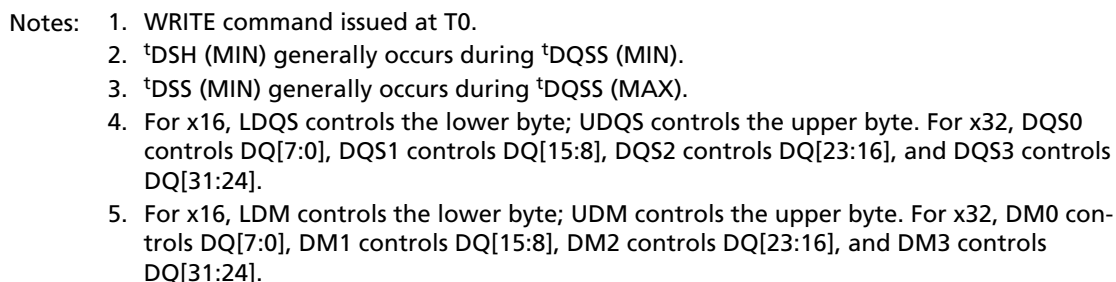 Notes: 1. WRITE command issued at T0.
2. ᵗDSH (MIN) generally occurs during ᵗDQSS (MIN).
3. ᵗDSS (MIN) generally occurs during ᵗDQSS (MAX).
4. For x16, LDQS controls the lower byte; UDQS controls the upper byte. For x32, DQS0
controls DQ[7:0], DQS1 controls DQ[15:8], DQS2 controls DQ[23:16], and DQS3 controls
DQ[31:24].
5. For x16, LDM controls the lower byte; UDM controls the upper byte. For x32, DM0 con-
trols DQ[7:0], DM1 controls DQ[15:8], DM2 controls DQ[23:16], and DM3 controls
DQ[31:24].